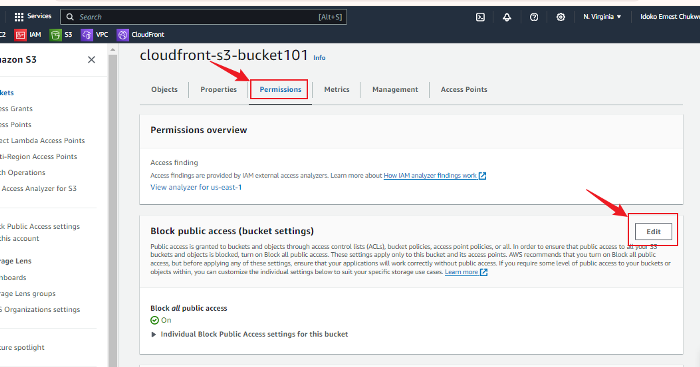 Services
Search
[Alt+S]
N. Virginia
Idoko Ernest Chukw
C2 IAM S3 VPC CloudFront
mazon S3
cloudfront-s3-bucket101 Info
Objects Properties Permissions Metrics Management Access Points
kets
ess Grants
ess Points
ect Lambda Access Points
ti-Region Access Points
ch Operations
Access Analyzer for S3
ck Public Access settings
this account
rage Lens
hboards
rage Lens groups
S Organizations settings
ture spotlight
Permissions overview
Access finding
Access findings are provided by IAM external access analyzers. Learn more about How IAM analyzer findings work
View analyzer for us-east-1
Block public access (bucket settings)
Edit
Public access is granted to buckets and objects through access control lists (ACLs), bucket policies, access point policies, or all. In order to ensure that public access to all your S3
buckets and objects is blocked, turn on Block all public access. These settings apply only to this bucket and its access points. AWS recommends that you turn on Block all public
access, but before applying any of these settings, ensure that your applications will work correctly without public access. If you require some level of public access to your buckets or
objects within, you can customize the individual settings below to suit your specific storage use cases. Learn more
Block all public access
On
Individual Block Public Access settings for this bucket